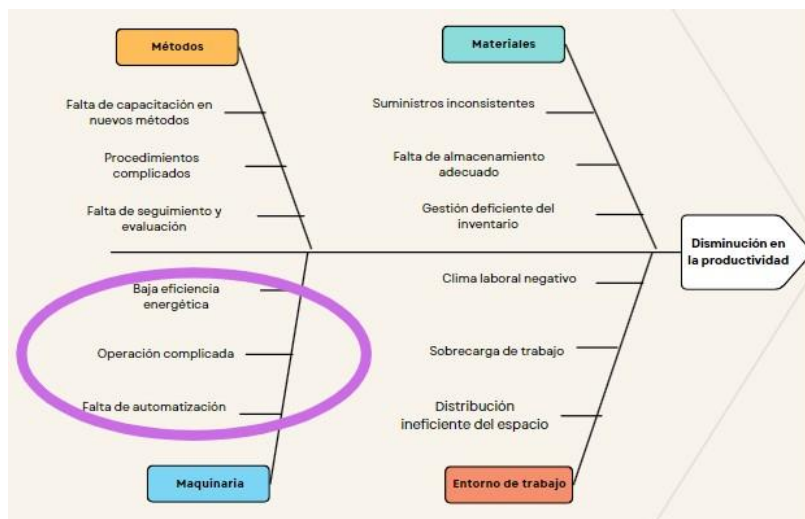 Métodos
Materiales
Falta de capacitación en
nuevos métodos
Procedimientos
complicados
Falta de seguimiento y
evaluación
Suministros inconsistentes
Falta de almacenamiento
adecuado
Gestión deficiente del
inventario
Disminución en
la productividad
Baja eficiencia
energética
Operación complicada
Falta de automatización
Clima laboral negativo
Sobrecarga de trabajo
Distribución
ineficiente del espacio
Maquinaria
Entorno de trabajo